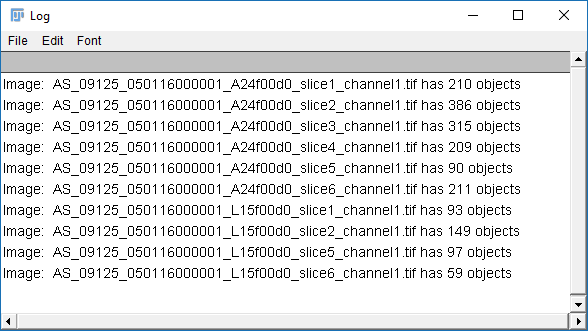 Log
File Edit Font
Image: AS_09125_050116000001_A24f00d0_slice1_channel1.tif has 210 objects
Image: AS_09125_050116000001_A24f00d0_slice2_channel1.tif has 386 objects
Image: AS_09125_050116000001_A24f00d0_slice3_channel1.tif has 315 objects
Image: AS_09125_050116000001_A24f00d0_slice4_channel1.tif has 209 objects
Image: AS_09125_050116000001_A24f00d0_slice5_channel1.tif has 90 objects
Image: AS_09125_050116000001_A24f00d0_slice6_channel1.tif has 211 objects
Image: AS_09125_050116000001_L15f00d0_slice1_channel1.tif has 93 objects
Image: AS_09125_050116000001_L15f00d0_slice2_channel1.tif has 149 objects
Image: AS_09125_050116000001_L15f00d0_slice5_channel1.tif has 97 objects
Image: AS_09125_050116000001_L15f00d0_slice6_channel1.tif has 59 objects